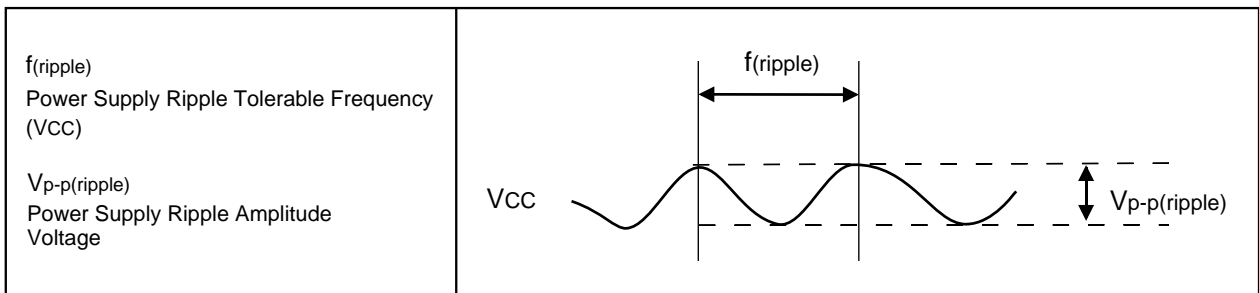 f(ripple)
Power Supply Ripple Tolerable Frequency
(VCC)
Vp-p(ripple)
Power Supply Ripple Amplitude
Voltage
f(ripple)
VCC
Vp-p(ripple)